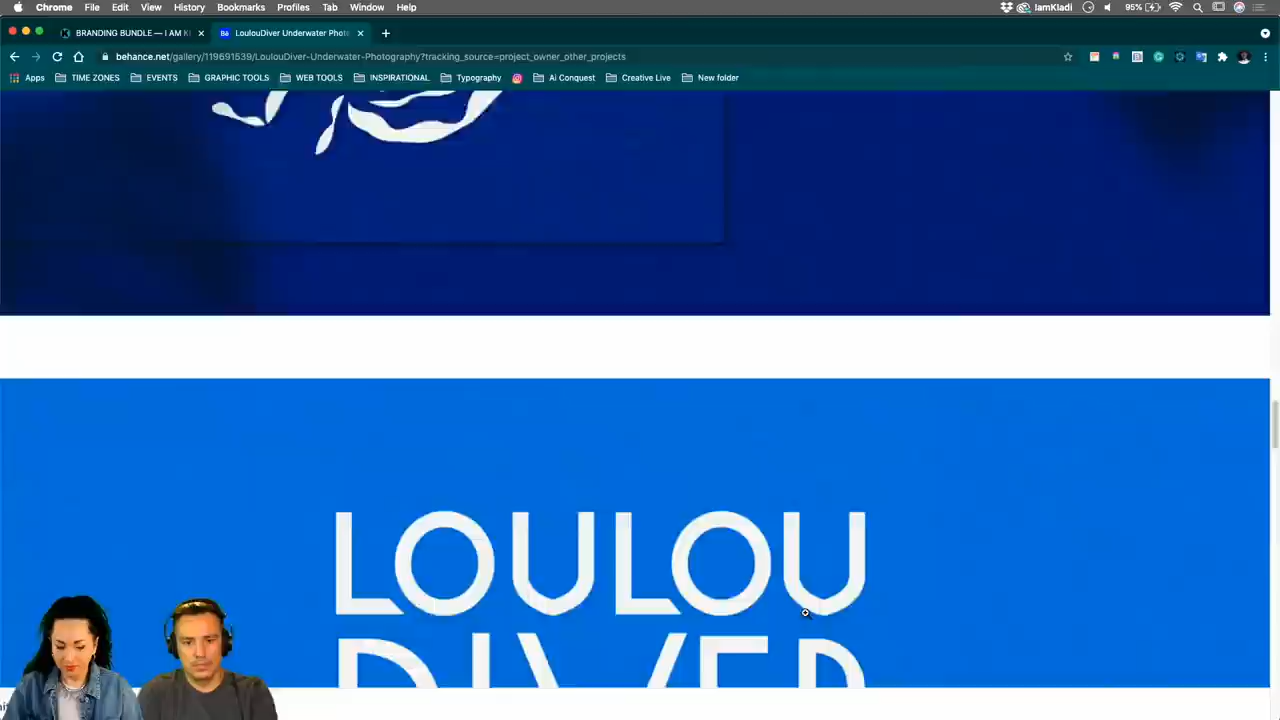 Chrome File Edit View History Bookmarks Profiles Tab Window Help IamKladi 95%
BRANDING BUNDLE — I AM K Bē LoulouDiver Underwater Phot
behance.net/gallery/119691539/LoulouDiver-Underwater-Photography?tracking_source=project_owner_other_projects
Apps TIME ZONES EVENTS GRAPHIC TOOLS WEB TOOLS INSPIRATIONAL Typography Ai Conquest Creative Live New folder
LOULOU
DIVER